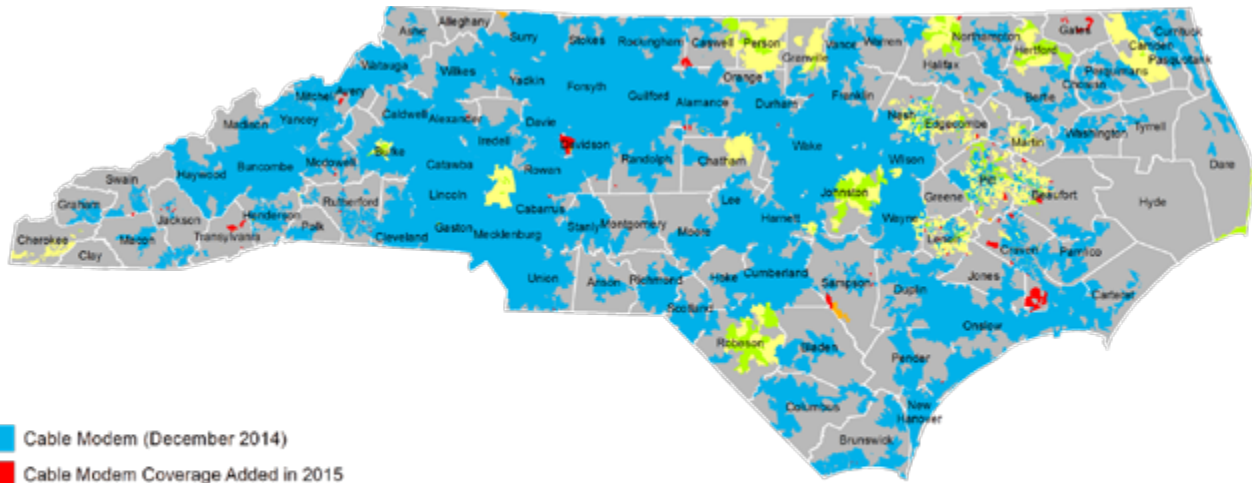 Alleghany
Ashe
Surry
Stokes
Rockingham
Caswell
Person
Granville
Vance
Warren
Northampton
Gates
Hertford
Currituck
Camden
Pasquotank
Perquimans
Chowan
Halifax
Bertie
Watauga
Wilkes
Yadkin
Forsyth
Guilford
Alamance
Orange
Durham
Franklin
Nash
Edgecombe
Martin
Washington
Tyrrell
Dare
Mitchel
Avery
Yancey
Madison
Caldwell
Alexander
Davie
Iredell
Davidson
Randolph
Chatham
Wake
Wilson
Pitt
Beaufort
Hyde
Swain
Haywood
Buncombe
Mcdowell
Burke
Catawba
Rowan
Johnston
Greene
Graham
Jackson
Henderson
Rutherford
Lincoln
Cabarrus
Lee
Harnett
Wayne
Lenoir
Craven
Pamlico
Cherokee
Clay
Macon
Transylvania
Polk
Cleveland
Gaston
Mecklenburg
Stanly
Montgomery
Moore
Union
Anson
Richmond
Hoke
Cumberland
Sampson
Duplin
Jones
Carteret
Scotland
Onslow
Robeson
Bladen
Pender
Columbus
New
Hanover
Brunswick
Cable Modem (December 2014)
Cable Modem Coverage Added in 2015